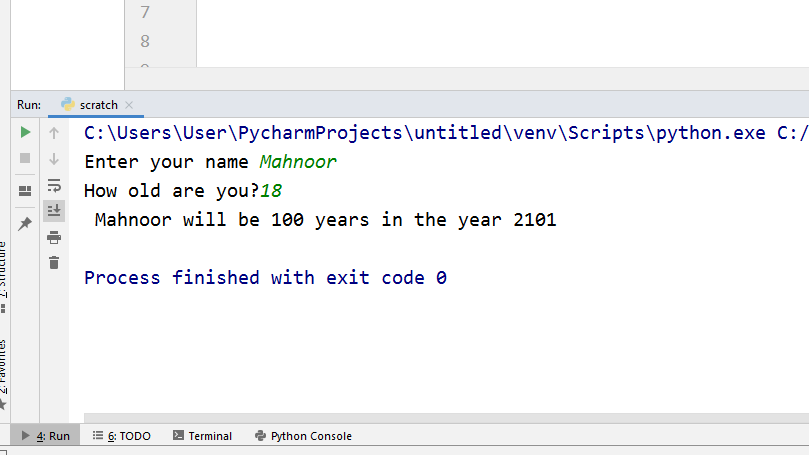 7
8
Run: scratch
C:\Users\User\PycharmProjects\untitled\venv\Scripts\python.exe C:/
Enter your name Mahnoor
How old are you?18
Mahnoor will be 100 years in the year 2101
Process finished with exit code 0
7: Structure
2: Favorites
4: Run 6: TODO Terminal Python Console